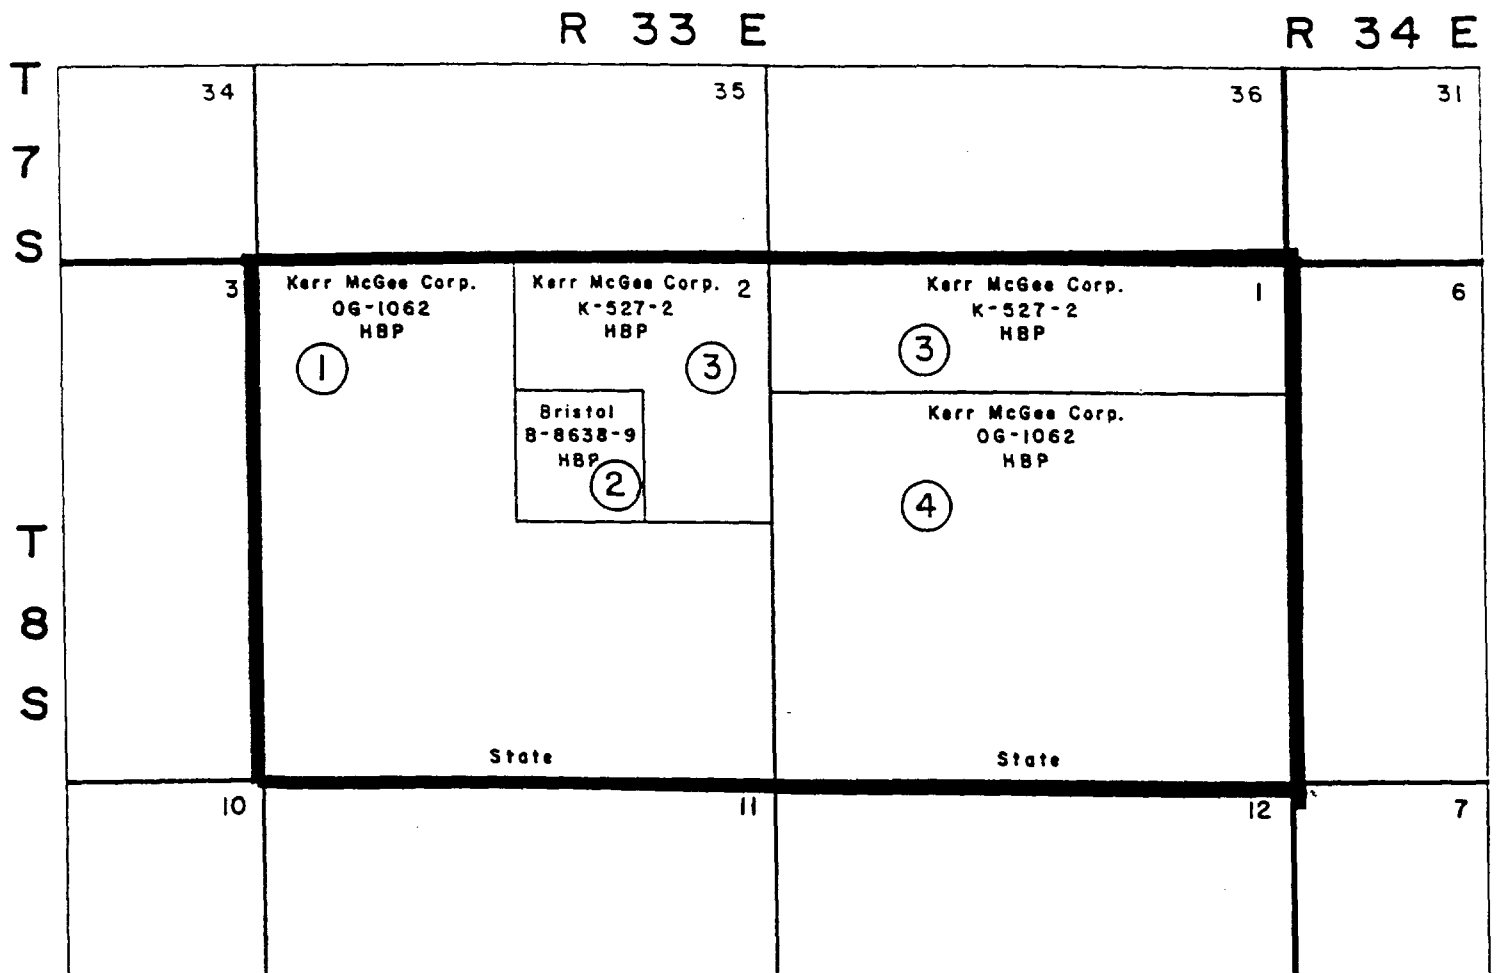 R 33 E
R 34 E
T 7 S
34
35
36
31
3
Kerr McGee Corp.
OG-1062
HBP
1
Kerr McGee Corp.
K-527-2
HBP
2
3
Kerr McGee Corp.
K-527-2
HBP
1
3
6
Bristol
B-8638-9
HBP
2
Kerr McGee Corp.
OG-1062
HBP
4
T 8 S
State
State
10
11
12
7